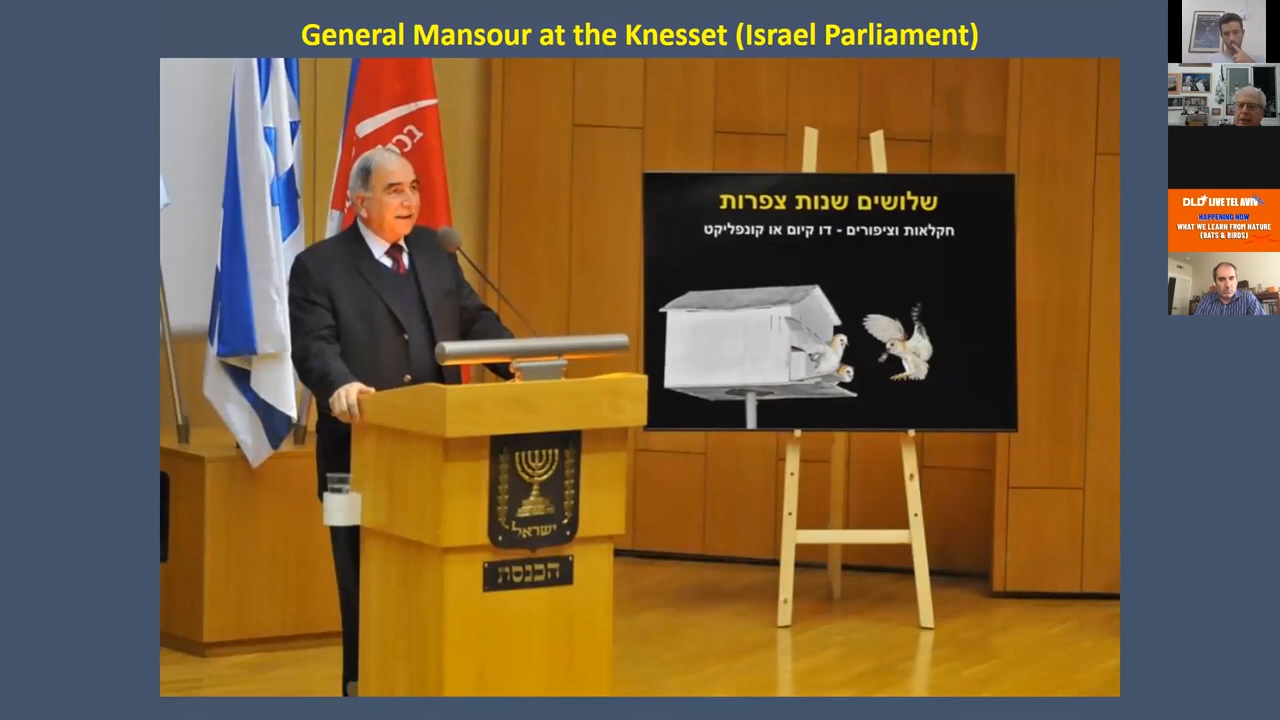 General Mansour at the Knesset (Israel Parliament)
שלושים שנות צפרות
חקלאות וציפורים - דו קיום או קונפליקט
ישראל
הכנסת
DLD LIVE TEL AVIV
HAPPENING NOW
WHAT WE LEARN FROM NATURE
(BATS & BIRDS)